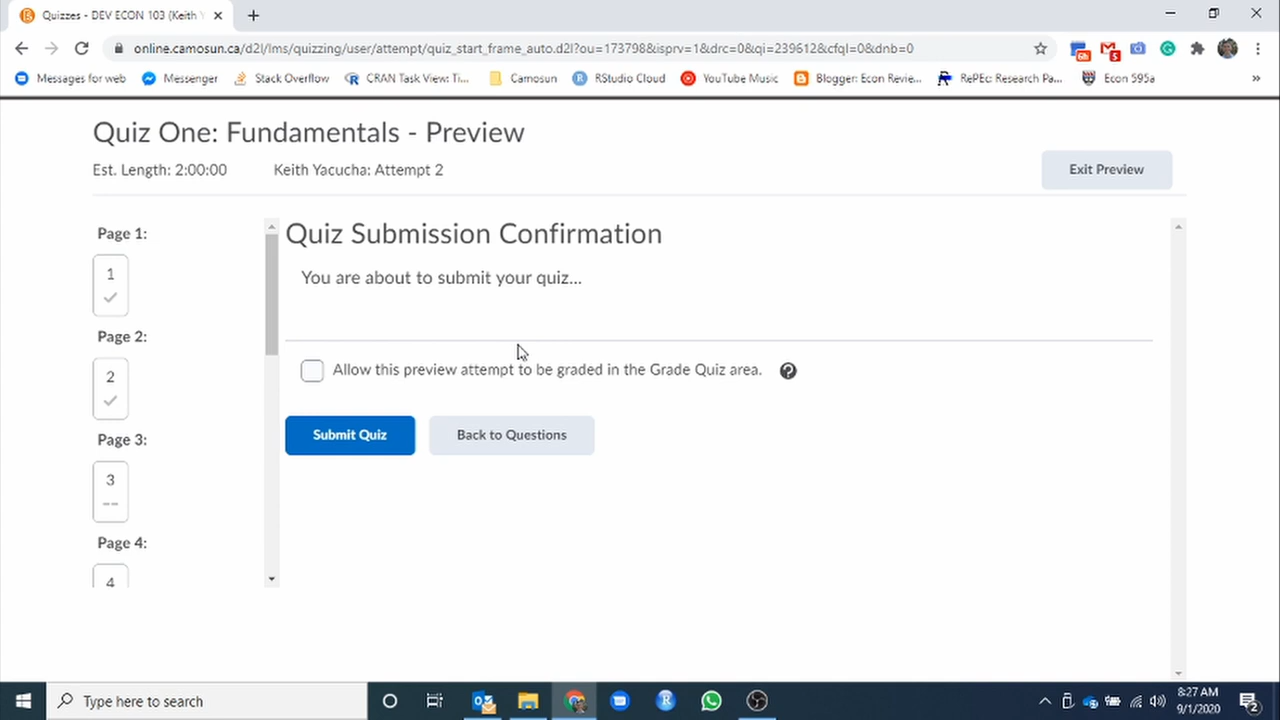 Quizzes - DEV ECON 103 (Keith Y
online.camosun.ca/d2l/lms/quizzing/user/attempt/quiz_start_frame_auto.d2l?ou=173798&isprv=1&drc=0&qi=239612&cfql=0&dnb=0
6h
5
Messages for web
Messenger
Stack Overflow
CRAN Task View: Ti...
Camosun
RStudio Cloud
YouTube Music
Blogger: Econ Revie...
RePEc: Research Pa...
Econ 595a
»
Quiz One: Fundamentals - Preview
Est. Length: 2:00:00
Keith Yacucha: Attempt 2
Exit Preview
Page 1:
1
Page 2:
2
Page 3:
3
--
Page 4:
4
Quiz Submission Confirmation
You are about to submit your quiz...
Allow this preview attempt to be graded in the Grade Quiz area.
?
Submit Quiz
Back to Questions
Type here to search
8:27 AM
9/1/2020
2